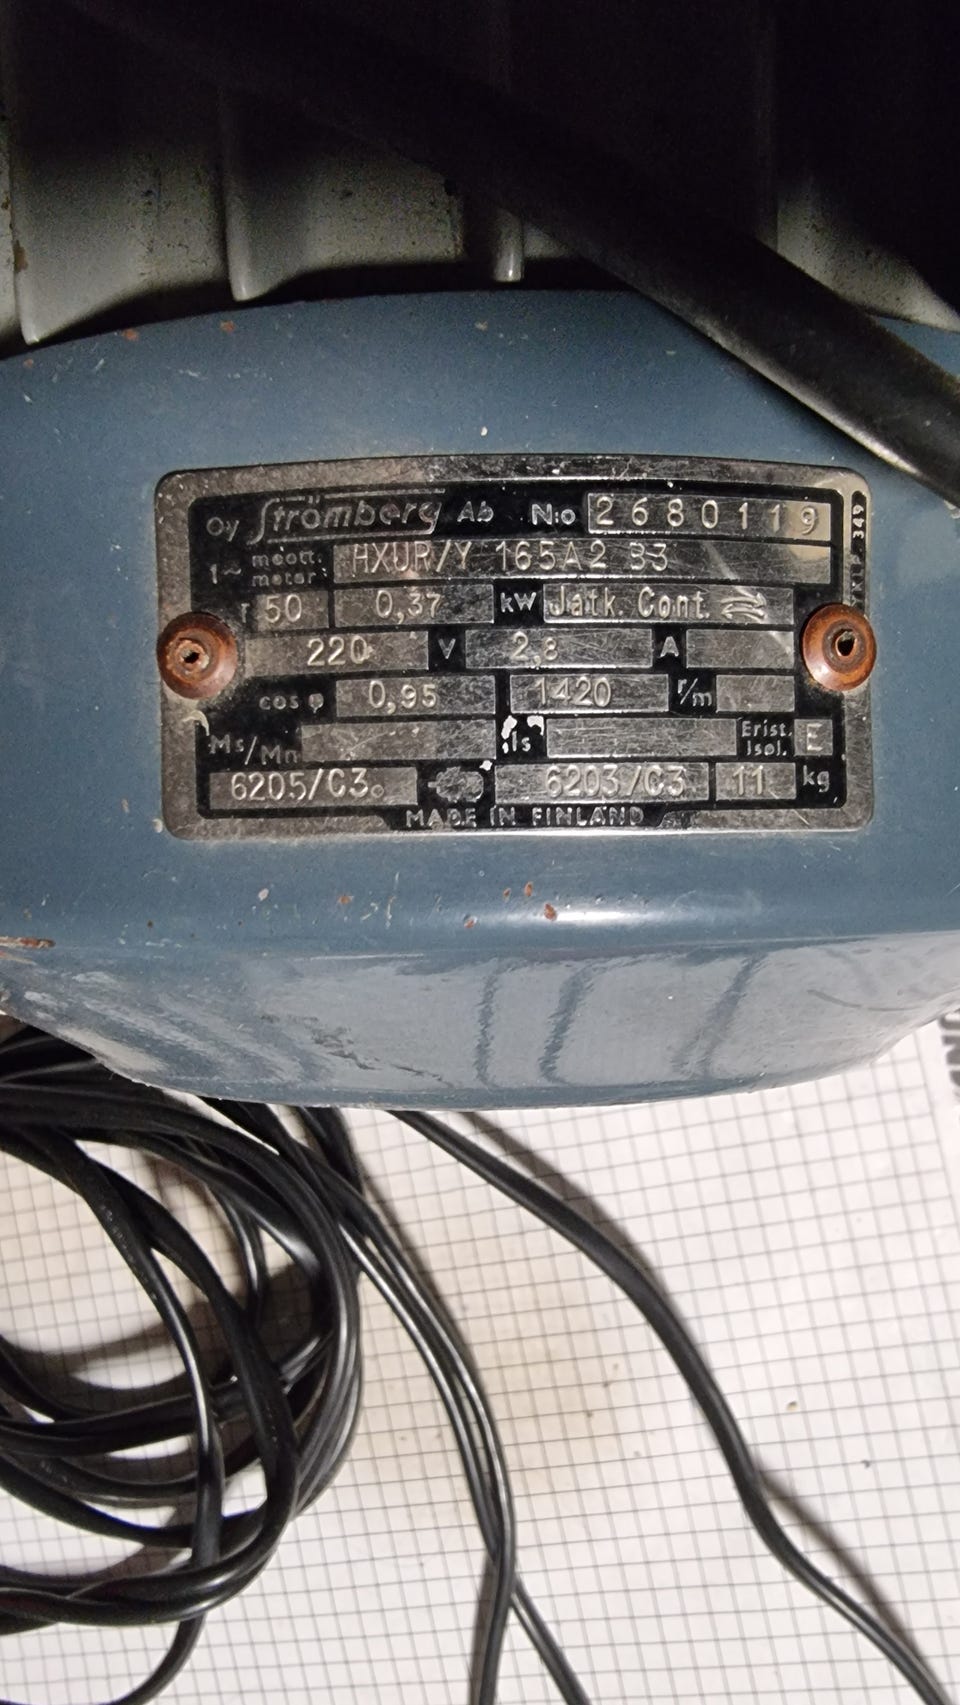 Oy Strömberg Ab N:o 2680119
1~ moott. motor: HXUR/Y 165A2 B3
50 0,37 kW Jatk. Cont.
220 V 2,8 A
cos φ 0,95 1420 r/m
Ms/Mn Is Erist. Isol. E
6205/C3 6203/C3 11 kg
MADE IN FINLAND
349